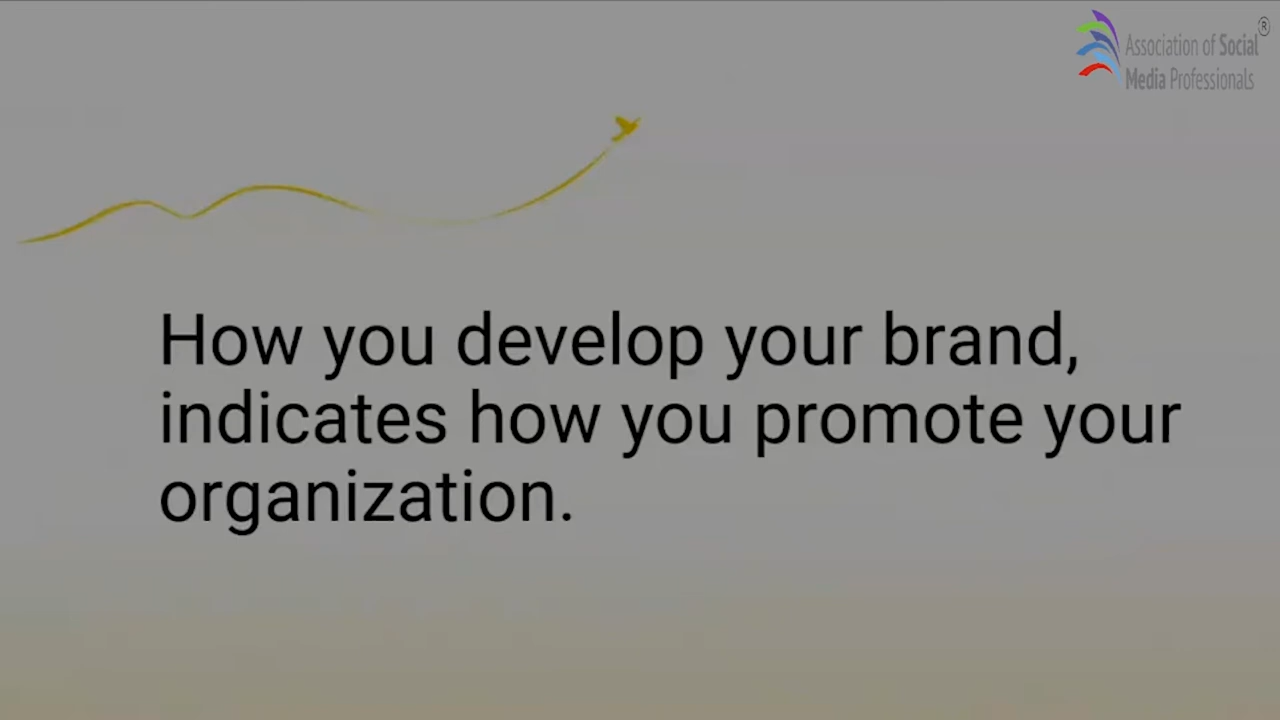 Association of Social ®
Media Professionals
How you develop your brand,
indicates how you promote your
organization.